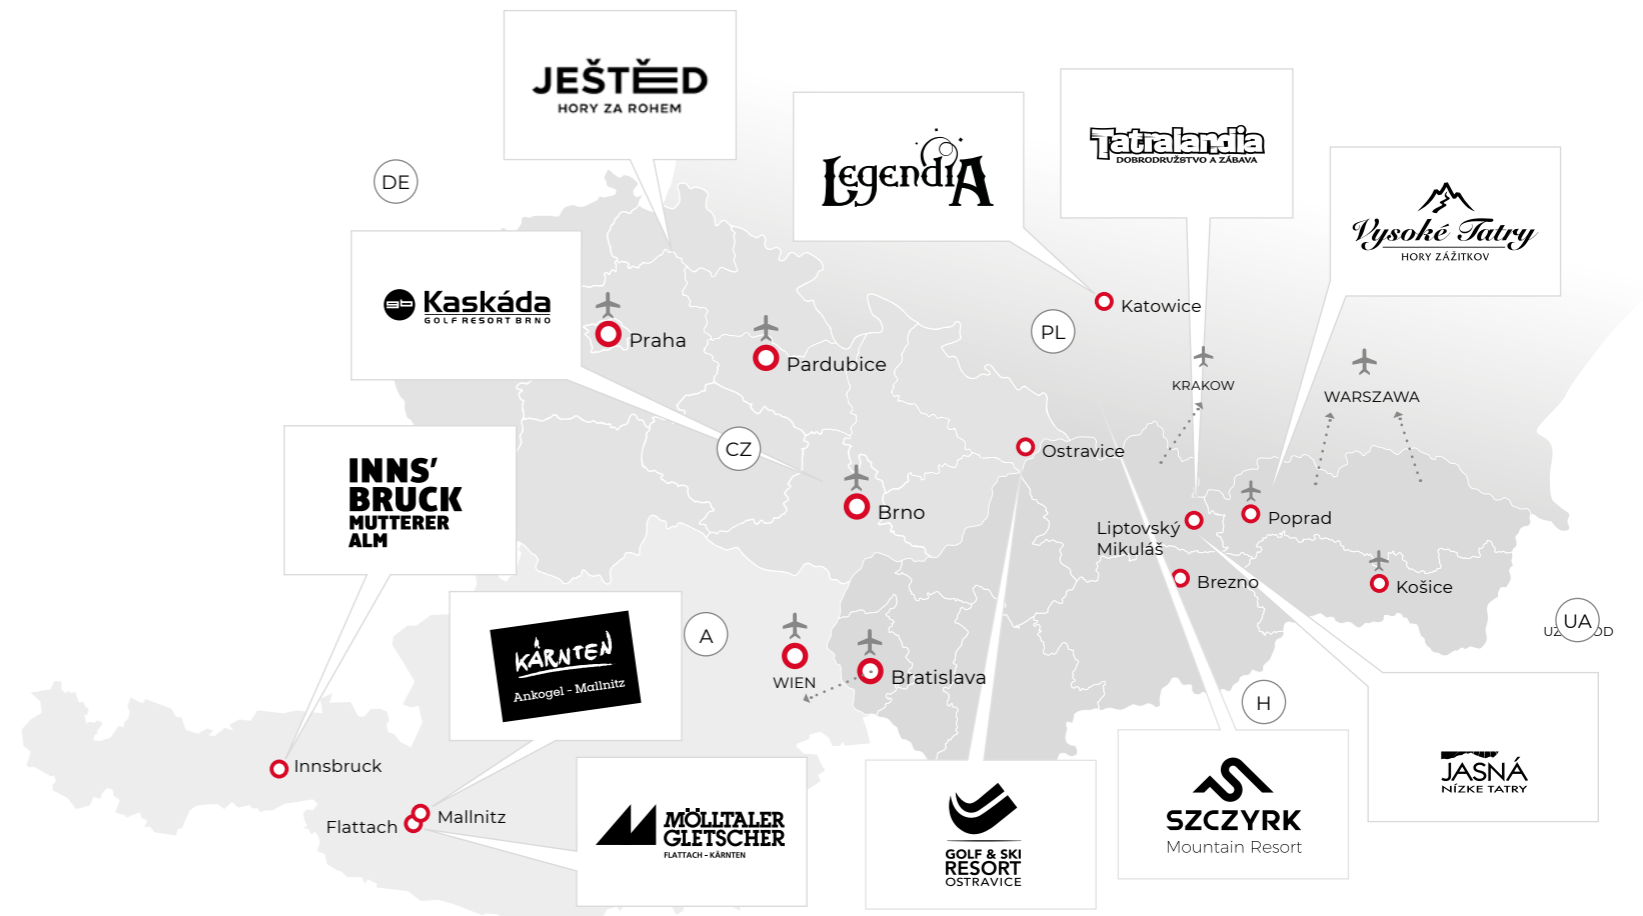 JEŠTĚD
HORY ZA ROHEM
LegendiA
Tatralandia
DOBRODRUŽSTVO A ZÁBAVA
Vysoké Tatry
HORY ZÁŽITKOV
DE
gb Kaskáda
GOLF RESORT BRNO
Praha
Pardubice
Katowice
PL
KRAKOW
WARSZAWA
CZ
Ostravice
Brno
INNS'
BRUCK
MUTTERER
ALM
Liptovský
Mikuláš
Poprad
Brezno
Košice
UA
KÄRNTEN
Ankogel – Mallnitz
A
WIEN
Bratislava
H
Innsbruck
Mallnitz
Flattach
MÖLLTALER
GLETSCHER
FLATTACH – KÄRNTEN
GOLF & SKI
RESORT
OSTRAVICE
SZCZYRK
Mountain Resort
JASNÁ
NÍZKE TATRY